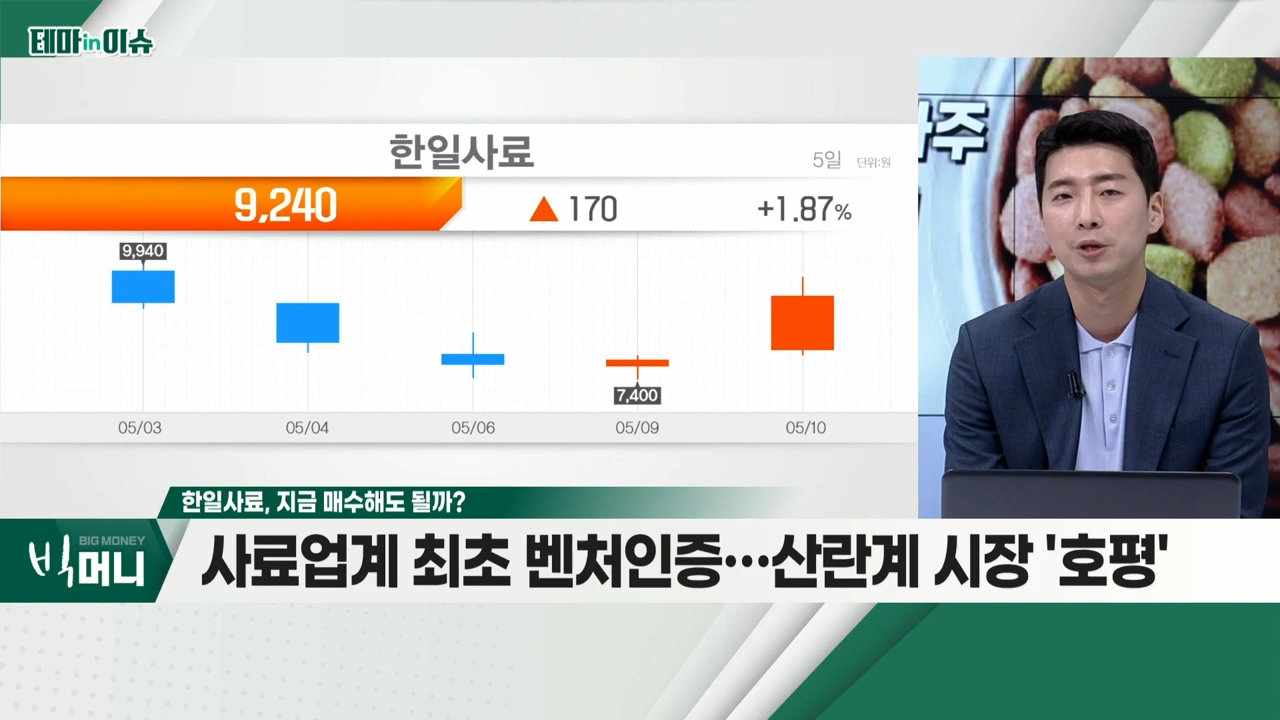 테마in이슈
한일사료
5일 단위:원
9,240 ▲170 +1.87%
9,940
7,400
05/03 05/04 05/06 05/09 05/10
한일사료, 지금 매수해도 될까?
BIG MONEY
빅머니
사료업계 최초 벤처인증…산란계 시장 '호평'